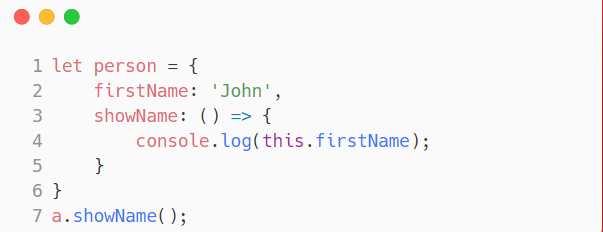 1 let person = {
2     firstName: 'John',
3     showName: () => {
4         console.log(this.firstName);
5     }
6 }
7 a.showName();